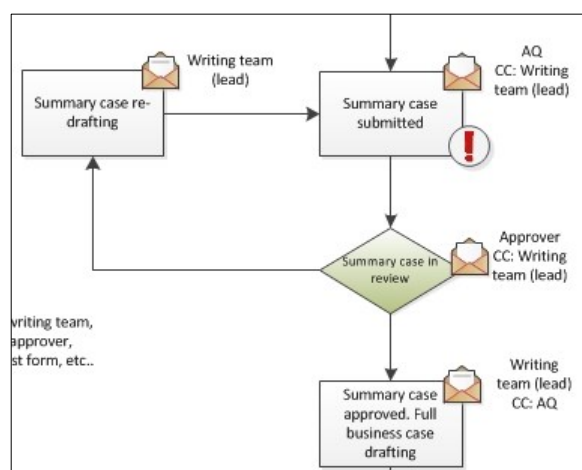 Writing team
(lead)
Summary case re-
drafting
AQ
CC: Writing
team (lead)
Summary case
submitted
Summary case in
review
Approver
CC: Writing
team (lead)
writing team,
approver,
st form, etc..
Summary case
approved. Full
business case
drafting
Writing
team (lead)
CC: AQ